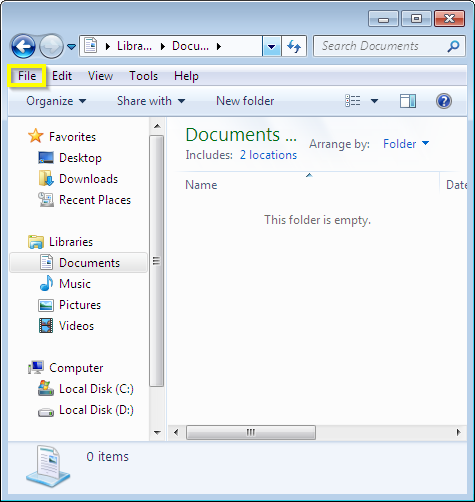 Libra... Docu...
Search Documents
File Edit View Tools Help
Organize Share with New folder
Favorites
Desktop
Downloads
Recent Places
Libraries
Documents
Music
Pictures
Videos
Computer
Local Disk (C:)
Local Disk (D:)
Documents ...
Includes: 2 locations
Arrange by: Folder
Name Date
This folder is empty.
0 items